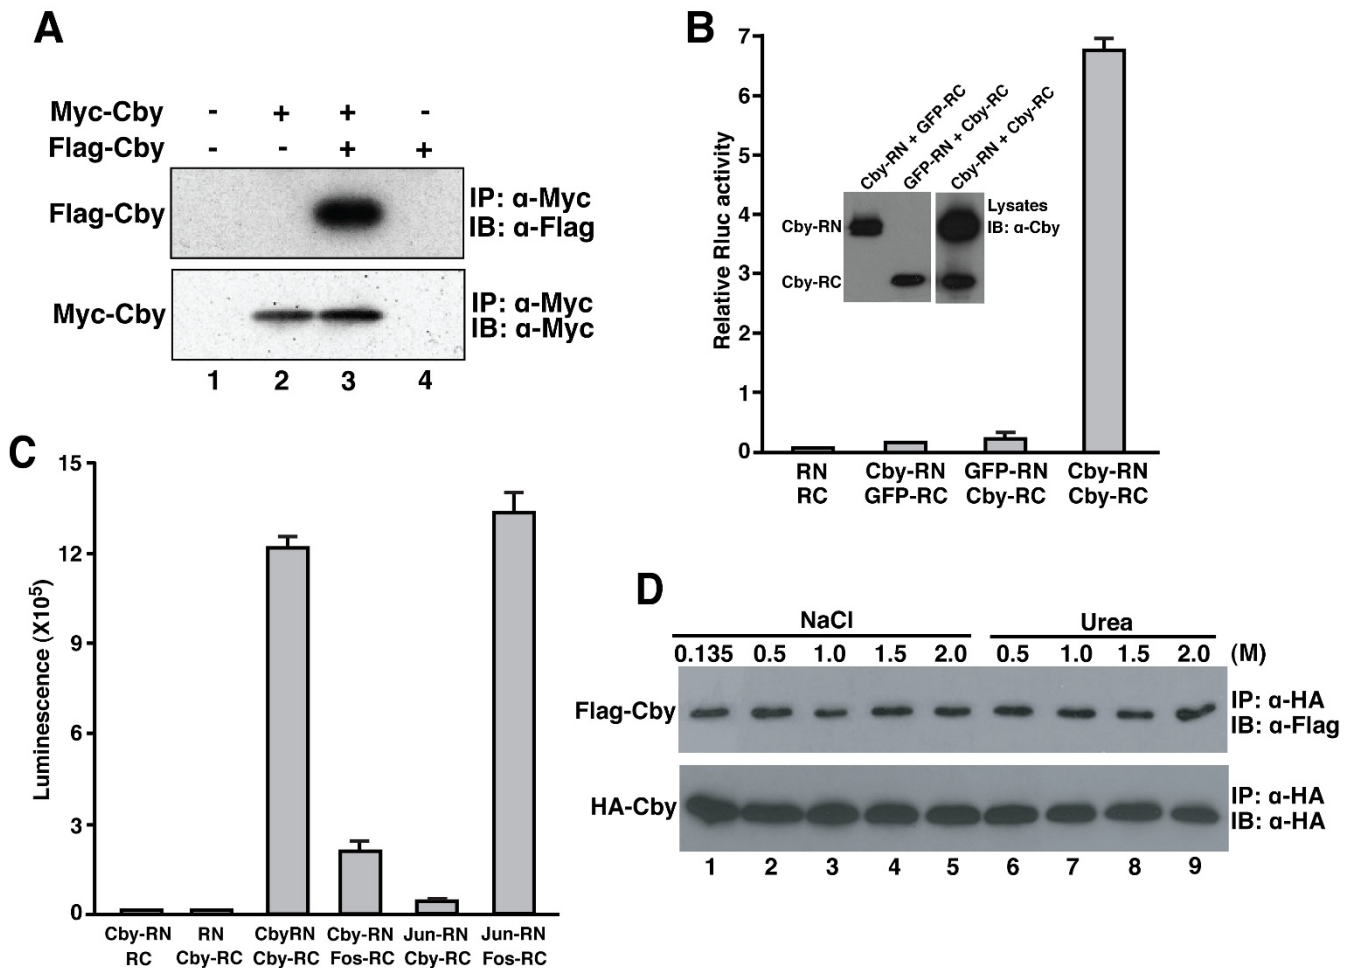 A
Myc-Cby - + + -
Flag-Cby - - + +
Flag-Cby
IP: α-Myc
IB: α-Flag
Myc-Cby
IP: α-Myc
IB: α-Myc
1 2 3 4
B
Relative Rluc activity
7
6
5
4
3
2
1
0
Cby-RN + GFP-RC
GFP-RN + Cby-RC
Cby-RN + Cby-RC
Cby-RN
Cby-RC
Lysates
IB: α-Cby
RN Cby-RN GFP-RN Cby-RN
RC GFP-RC Cby-RC Cby-RC
C
Luminescence (X10⁵)
15
12
9
6
3
0
Cby-RN RN CbyRN Cby-RN Jun-RN Jun-RN
RC Cby-RC Cby-RC Fos-RC Cby-RC Fos-RC
D
NaCl Urea
0.135 0.5 1.0 1.5 2.0 0.5 1.0 1.5 2.0 (M)
Flag-Cby
IP: α-HA
IB: α-Flag
HA-Cby
IP: α-HA
IB: α-HA
1 2 3 4 5 6 7 8 9